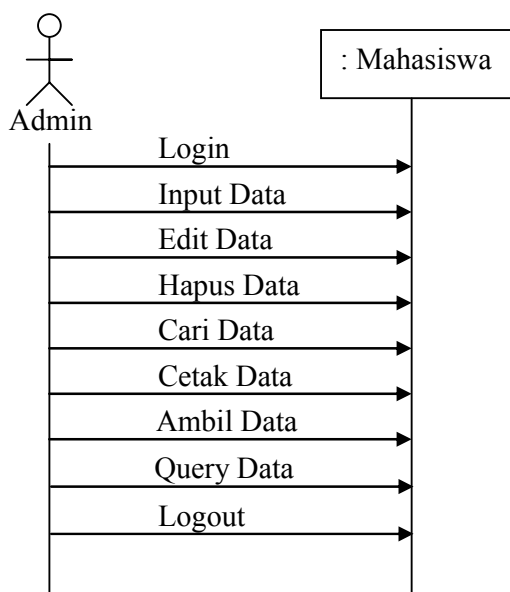 : Mahasiswa
Admin
Login
Input Data
Edit Data
Hapus Data
Cari Data
Cetak Data
Ambil Data
Query Data
Logout